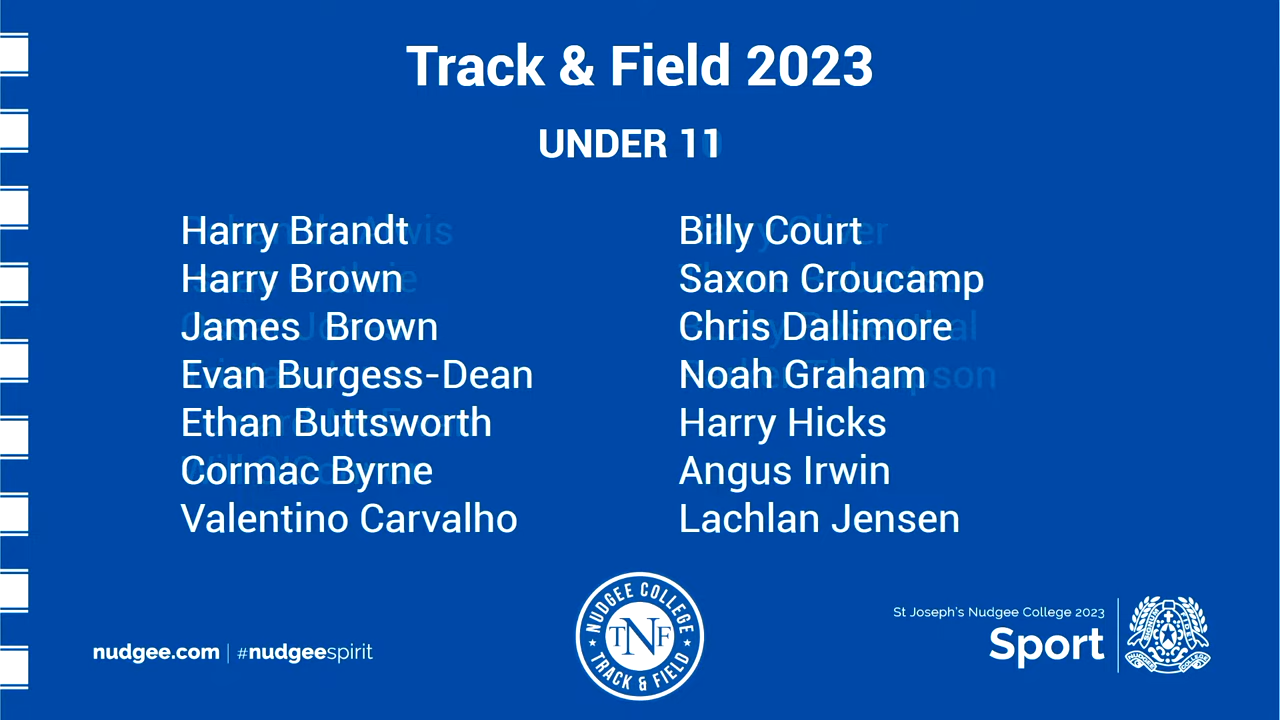 Track & Field 2023
UNDER 11
Harry Brandt
Harry Brown
James  Brown
Evan Burgess-Dean
Ethan Buttsworth
Cormac Byrne
Valentino Carvalho
Billy Court
Saxon Croucamp
Chris Dallimore
Noah Graham
Harry Hicks
Angus Irwin
Lachlan Jensen
nudgee.com | #nudgeespirit
NUDGEE COLLEGE
TNF
TRACK & FIELD
St Joseph's Nudgee College 2023
Sport